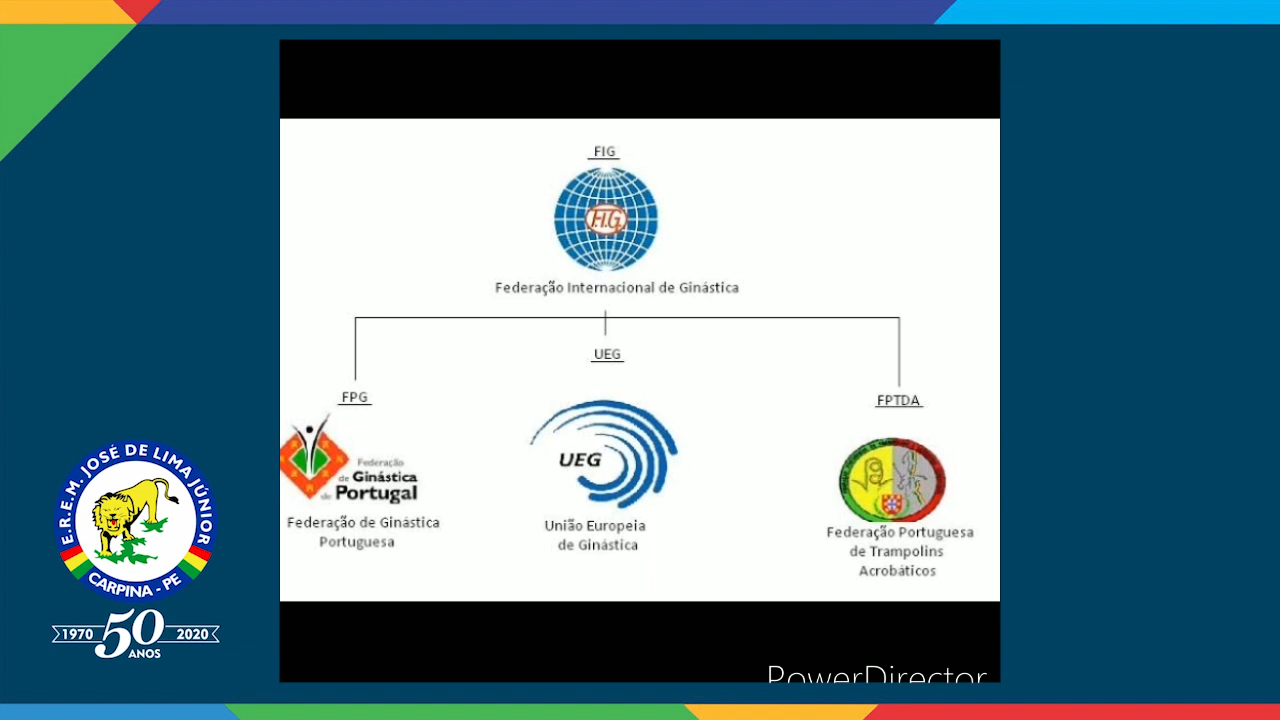 FIG
F.I.G.
Federação Internacional de Ginástica
UEG
FPG
FPTDA
UEG
Federação
de Ginástica
de Portugal
Federação de Ginástica
Portuguesa
União Europeia
de Ginástica
Federação Portuguesa
de Trampolins
Acrobáticos
E.R.E.M. JOSÉ DE LIMA JÚNIOR
CARPINA - PE
1970 50 2020
ANOS
PowerDirector